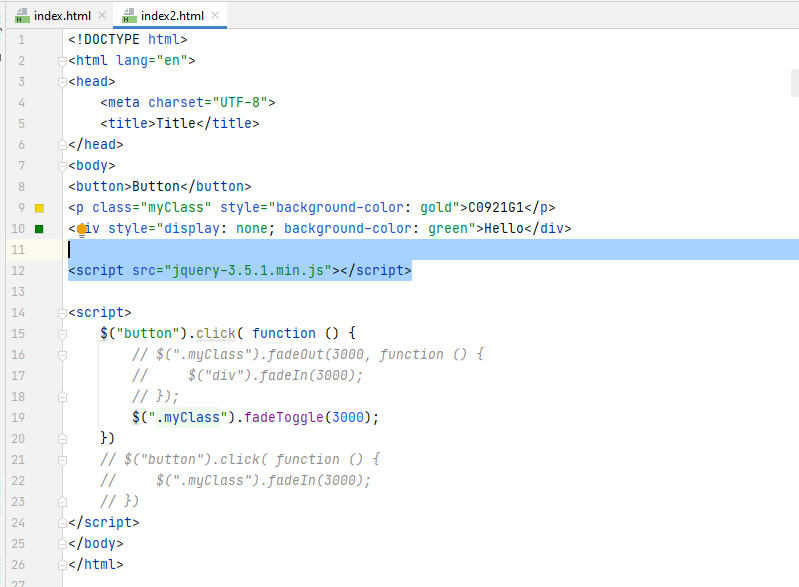 index.html
index2.html
1 <!DOCTYPE html>
2 <html lang="en">
3 <head>
4     <meta charset="UTF-8">
5     <title>Title</title>
6 </head>
7 <body>
8 <button>Button</button>
9 <p class="myClass" style="background-color: gold">C0921G1</p>
10 <div style="display: none; background-color: green">Hello</div>
11
12 <script src="jquery-3.5.1.min.js"></script>
13
14 <script>
15     $("button").click( function () {
16         // $(".myClass").fadeOut(3000, function () {
17         //     $("div").fadeIn(3000);
18         // });
19         $(".myClass").fadeToggle(3000);
20     })
21     // $("button").click( function () {
22     //     $(".myClass").fadeIn(3000);
23     // })
24 </script>
25 </body>
26 </html>
27